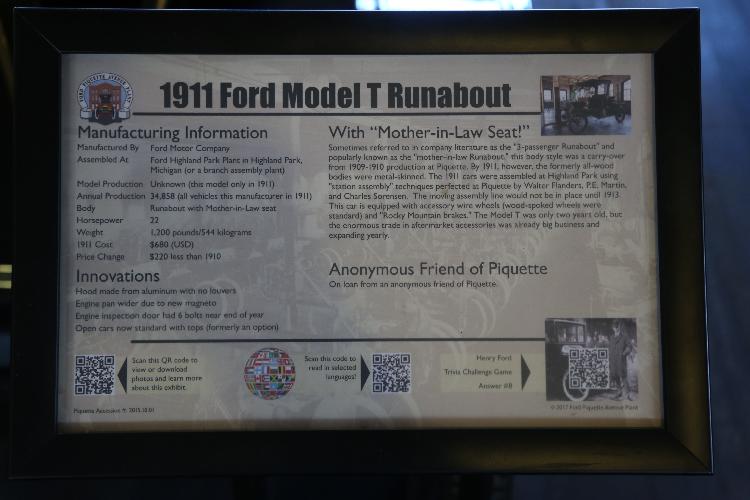 FORD PIQUETTE AVENUE PLANT
1911 Ford Model T Runabout
Manufacturing Information
Manufactured By Ford Motor Company
Assembled At Ford Highland Park Plant in Highland Park,
Michigan (or a branch assembly plant)
Model Production Unknown (this model only in 1911)
Annual Production 34,858 (all vehicles this manufacturer in 1911)
Body Runabout with Mother-in-Law seat
Horsepower 22
Weight 1,200 pounds/544 kilograms
1911 Cost $680 (USD)
Price Change $220 less than 1910
Innovations
Hood made from aluminum with no louvers
Engine pan wider due to new magneto
Engine inspection door had 6 bolts near end of year
Open cars now standard with tops (formerly an option)
With "Mother-in-Law Seat!"
Sometimes referred to in company literature as the "3-passenger Runabout" and
popularly known as the "mother-in-law Runabout," this body style was a carry-over
from 1909-1910 production at Piquette. By 1911, however, the formerly all-wood
bodies were metal-skinned. The 1911 cars were assembled at Highland Park using
"station assembly" techniques perfected at Piquette by Walter Flanders, P.E. Martin,
and Charles Sorensen. The moving assembly line would not be in place until 1913.
This car is equipped with accessory wire wheels (wood-spoked wheels were
standard) and "Rocky Mountain brakes." The Model T was only two years old, but
the enormous trade in aftermarket accessories was already big business and
expanding yearly.
Anonymous Friend of Piquette
On loan from an anonymous friend of Piquette.
Scan this QR code to
view or download
photos and learn more
about this exhibit.
Scan this code to
read in selected
languages!
Henry Ford
Trivia Challenge Game
Answer #8
Piquette Accession #: 2015.10.01
© 2017 Ford Piquette Avenue Plant